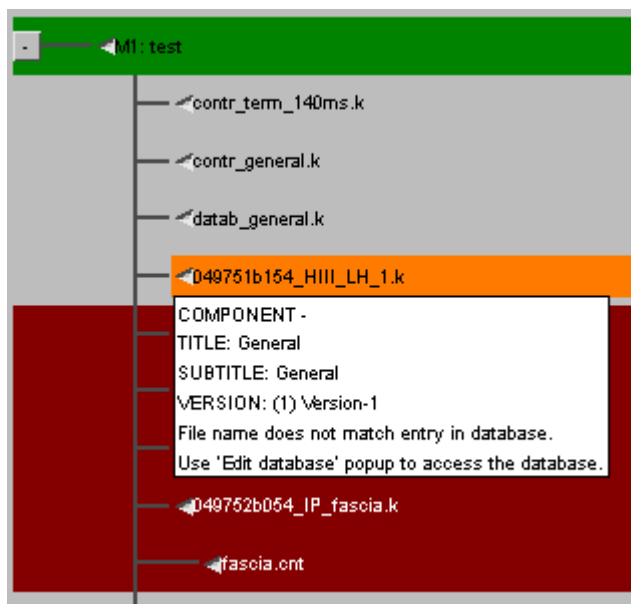 -
M1: test
contr_term_140ms.k
contr_general.k
datab_general.k
049751b154_HIII_LH_1.k
COMPONENT -
TITLE: General
SUBTITLE: General
VERSION: (1) Version-1
File name does not match entry in database.
Use 'Edit database' popup to access the database.
049752b054_IP_fascia.k
fascia.cnt